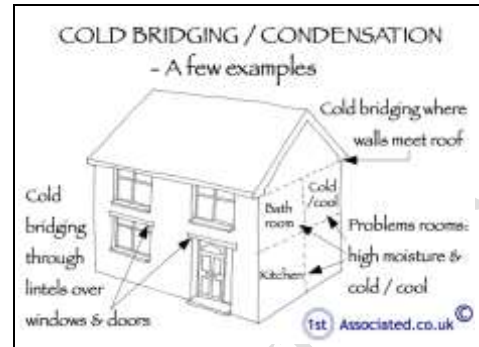 COLD BRIDGING / CONDENSATION
- A few examples
Cold bridging where
walls meet roof
Cold
/cool
Bath
room
Kitchen
Cold
bridging
through
lintels over
windows & doors
Problems rooms:
high moisture &
cold / cool
1st Associated.co.uk ©